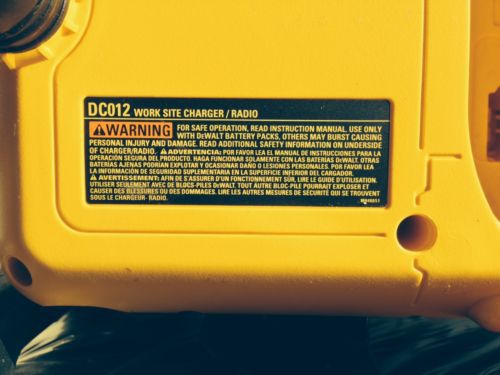 DC012 WORK SITE CHARGER / RADIO
⚠WARNING FOR SAFE OPERATION, READ INSTRUCTION MANUAL. USE ONLY
WITH DeWALT BATTERY PACKS, OTHERS MAY BURST CAUSING
PERSONAL INJURY AND DAMAGE. READ ADDITIONAL SAFETY INFORMATION ON UNDERSIDE
OF CHARGER/RADIO. ⚠ADVERTENCIA: POR FAVOR LEA EL MANUAL DE INSTRUCCIONES PARA LA
OPERACIÓN SEGURA DEL PRODUCTO. HAGA FUNCIONAR SOLAMENTE CON LAS BATERÍAS DeWALT. OTRAS
BATERÍAS AJENAS PODRÍAN EXPLOTAR Y OCASIONAR DAÑO O LESIONES PERSONALES. POR FAVOR LEA
LA INFORMACIÓN DE SEGURIDAD SUPLEMENTARIA EN LA SUPERFICIE INFERIOR DEL CARGADOR.
⚠AVERTISSEMENT: AFIN DE S'ASSURER D'UN FONCTIONNEMENT SÛR, LIRE LE GUIDE D'UTILISATION.
UTILISER SEULEMENT AVEC DE BLOCS-PILES DeWALT. TOUT AUTRE BLOC-PILE POURRAIT EXPLOSER ET
CAUSER DES BLESSURES OU DES DOMMAGES. LIRE LES AUTRES MESURES DE SÉCURITÉ QUI SE TROUVENT
SOUS LE CHARGEUR- RADIO.